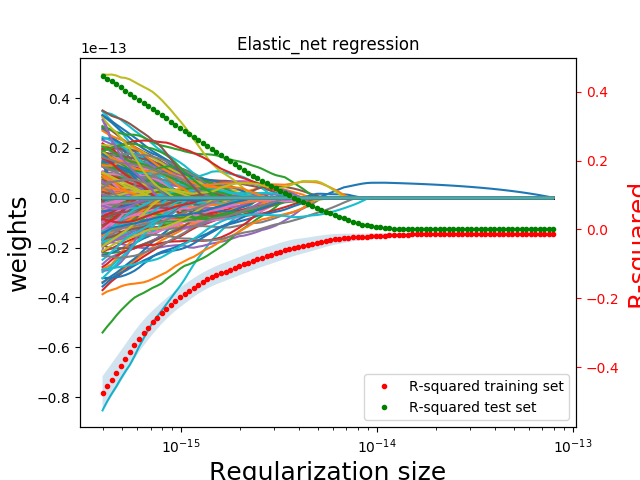 Elastic_net regression
1e−13
0.4
0.2
0.0
−0.2
−0.4
−0.6
−0.8
weights
0.4
0.2
0.0
−0.2
−0.4
R-squared
R-squared training set
R-squared test set
10⁻¹⁵
10⁻¹⁴
10⁻¹³
Regularization size